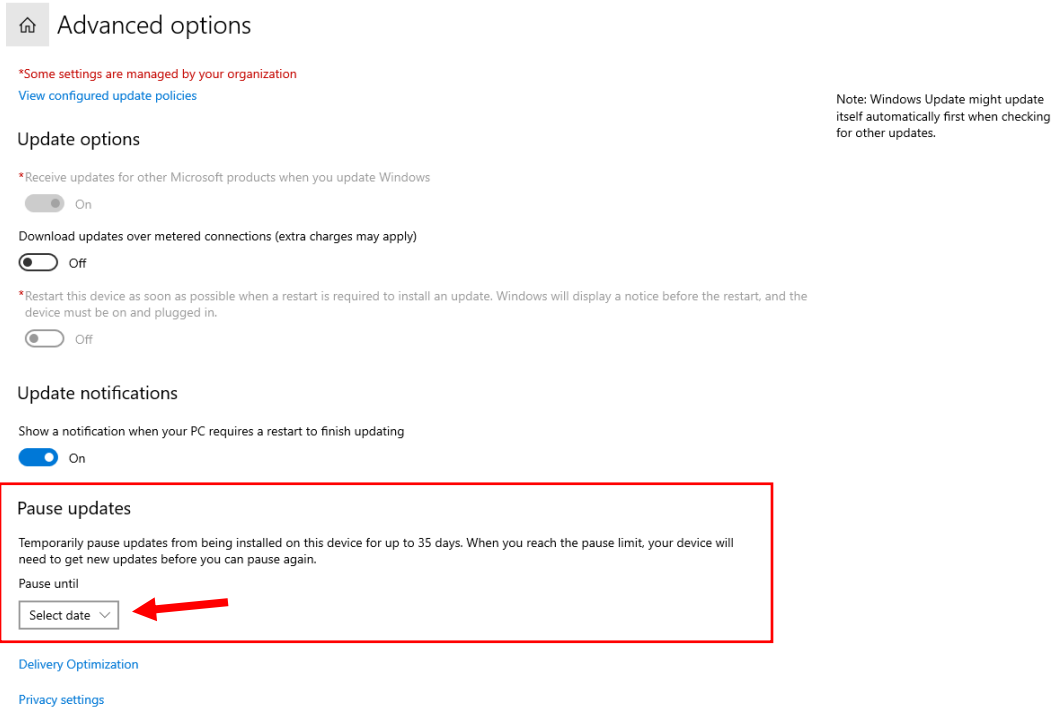 Advanced options
*Some settings are managed by your organization
View configured update policies
Note: Windows Update might update
itself automatically first when checking
for other updates.
Update options
*Receive updates for other Microsoft products when you update Windows
On
Download updates over metered connections (extra charges may apply)
Off
*Restart this device as soon as possible when a restart is required to install an update. Windows will display a notice before the restart, and the
device must be on and plugged in.
Off
Update notifications
Show a notification when your PC requires a restart to finish updating
On
Pause updates
Temporarily pause updates from being installed on this device for up to 35 days. When you reach the pause limit, your device will
need to get new updates before you can pause again.
Pause until
Select date
Delivery Optimization
Privacy settings